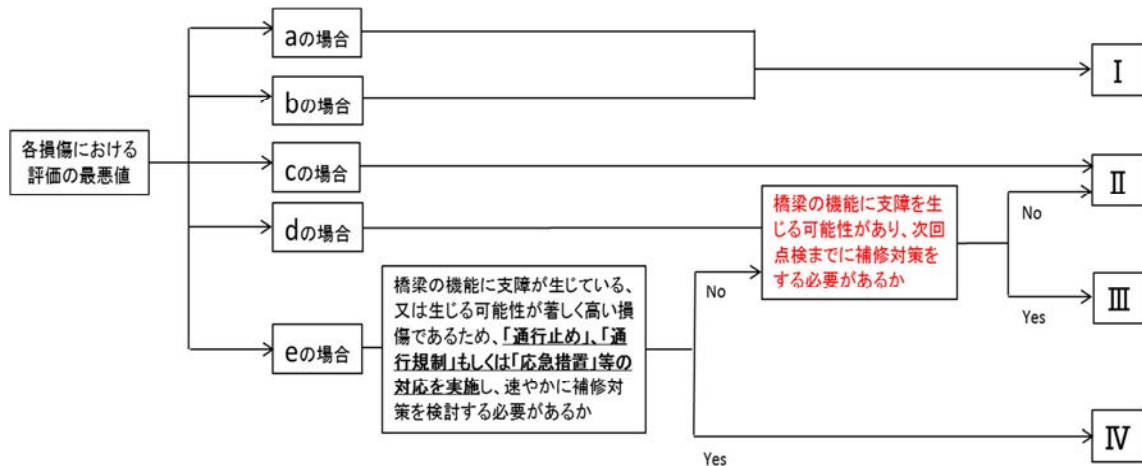 aの場合
bの場合
Ⅰ
各損傷における
評価の最悪値
cの場合
Ⅱ
dの場合
橋梁の機能に支障を生
じる可能性があり、次回
点検までに補修対策を
する必要があるか
No
Yes
Ⅲ
eの場合
橋梁の機能に支障が生じている、
又は生じる可能性が著しく高い損
傷であるため、「通行止め」、「通
行規制」もしくは「応急措置」等の
対応を実施し、速やかに補修対
策を検討する必要があるか
No
Yes
Ⅳ